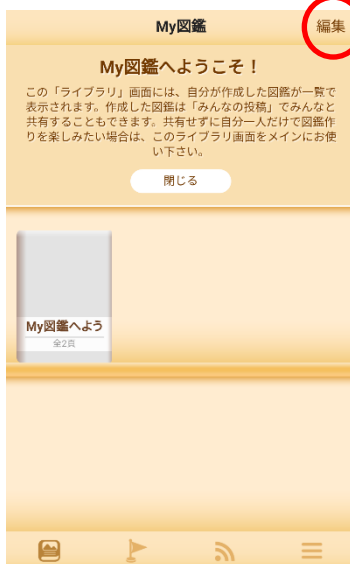 My図鑑
編集
My図鑑へようこそ！
この「ライブラリ」画面には、自分が作成した図鑑が一覧で
表示されます。作成した図鑑は「みんなの投稿」でみんなと
共有することもできます。共有せずに自分一人だけで図鑑作
りを楽しみたい場合は、このライブラリ画面をメインにお使
い下さい。
閉じる
My図鑑へよう
全2頁